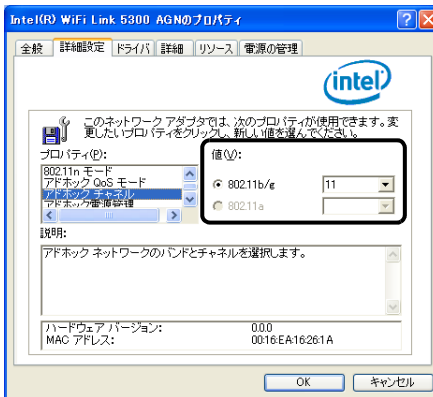 Intel(R) WiFi Link 5300 AGNのプロパティ
全般 詳細設定 ドライバ 詳細 リソース 電源の管理
intel
このネットワーク アダプタでは、次のプロパティが使用できます。変
更したいプロパティをクリックし、新しい値を選んでください。
プロパティ(P):
値(V):
802.11n モード
アドホック QoS モード
アドホック チャネル
アドホック電源管理
802.11b/g 11
802.11a
説明:
アドホック ネットワークのバンドとチャネルを選択します。
ハードウェア バージョン: 0.0.0
MAC アドレス: 00:16:EA:16:26:1A
OK キャンセル